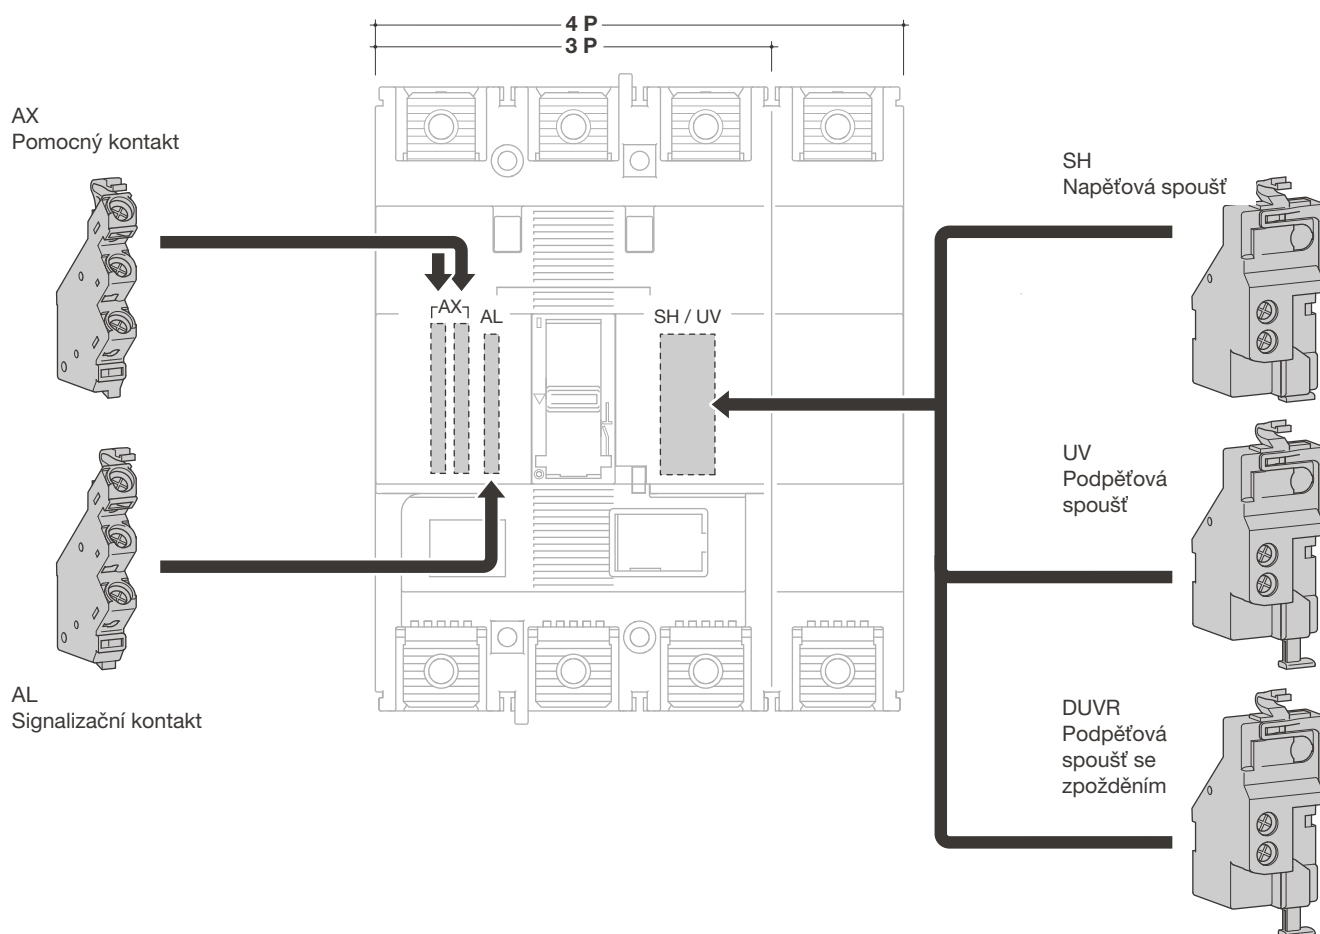 4 P
3 P
AX
Pomocný kontakt
SH
Napěťová spoušť
AX
AL
SH / UV
UV
Podpěťová
spoušť
AL
Signalizační kontakt
DUVR
Podpěťová
spoušť se
zpožděním